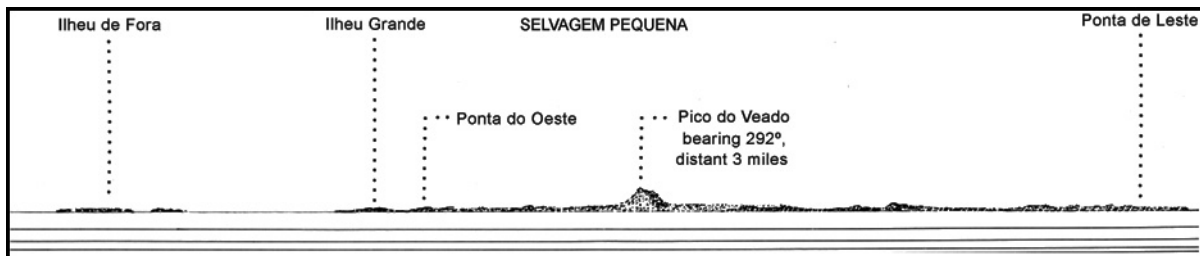 Ilheu de Fora
Ilheu Grande
SELVAGEM PEQUENA
Ponta de Leste
Ponta do Oeste
Pico do Veado
bearing 292º,
distant 3 miles